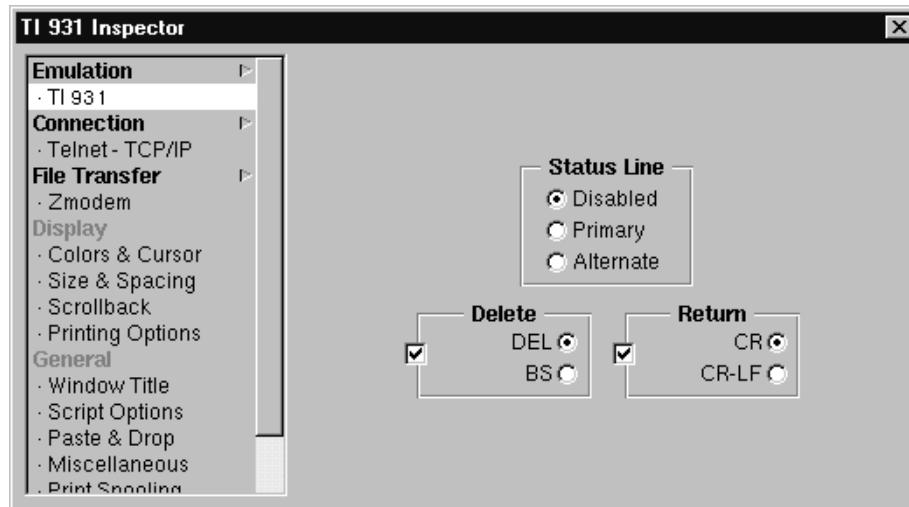 TI 931 Inspector
Emulation
· TI 931
Connection
· Telnet - TCP/IP
File Transfer
· Zmodem
Display
· Colors & Cursor
· Size & Spacing
· Scrollback
· Printing Options
General
· Window Title
· Script Options
· Paste & Drop
· Miscellaneous
· Print Spooling
Status Line
Disabled
Primary
Alternate
Delete
DEL
BS
Return
CR
CR-LF